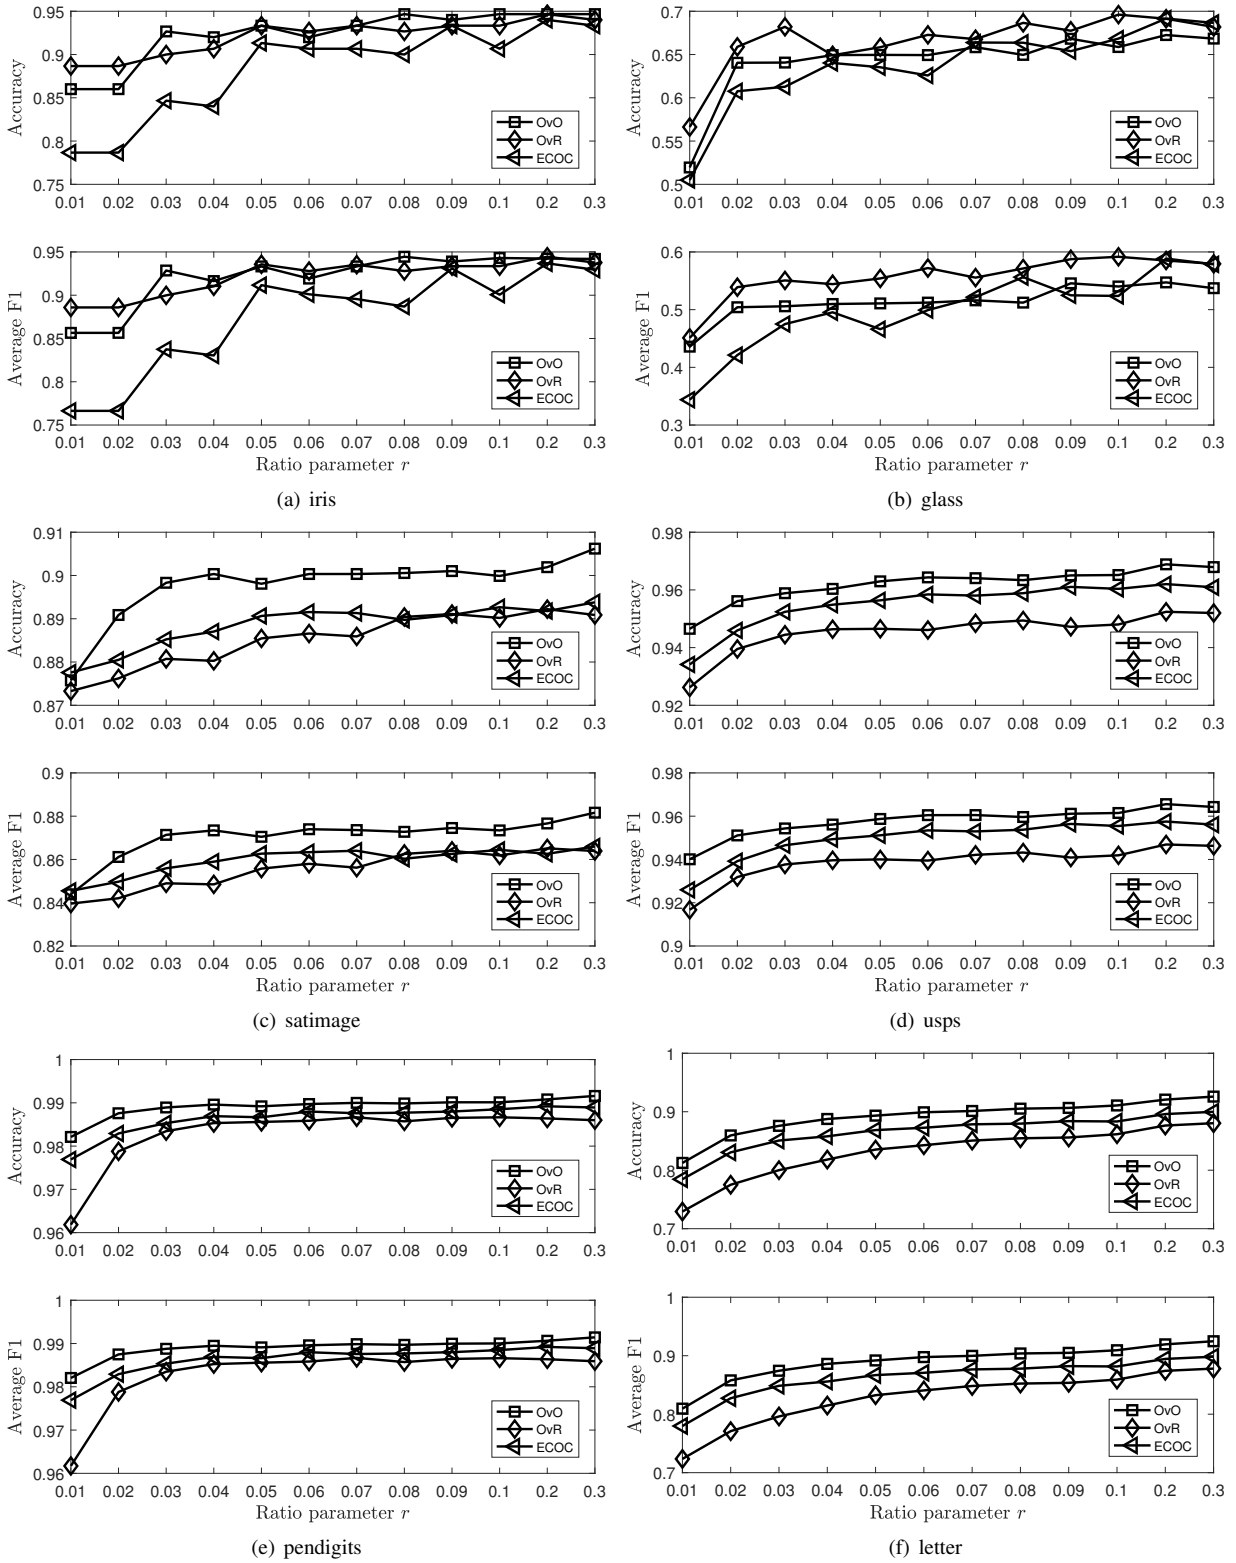 0.95
0.9
0.85
0.8
0.75
Accuracy
OvO
OvR
ECOC
0.01 0.02 0.03 0.04 0.05 0.06 0.07 0.08 0.09 0.1 0.2 0.3
0.95
0.9
0.85
0.8
0.75
Average F1
OvO
OvR
ECOC
0.01 0.02 0.03 0.04 0.05 0.06 0.07 0.08 0.09 0.1 0.2 0.3
Ratio parameter r
(a) iris
0.7
0.65
0.6
0.55
0.5
Accuracy
OvO
OvR
ECOC
0.01 0.02 0.03 0.04 0.05 0.06 0.07 0.08 0.09 0.1 0.2 0.3
0.6
0.5
0.4
0.3
Average F1
OvO
OvR
ECOC
0.01 0.02 0.03 0.04 0.05 0.06 0.07 0.08 0.09 0.1 0.2 0.3
Ratio parameter r
(b) glass
0.91
0.9
0.89
0.88
0.87
Accuracy
OvO
OvR
ECOC
0.01 0.02 0.03 0.04 0.05 0.06 0.07 0.08 0.09 0.1 0.2 0.3
0.9
0.88
0.86
0.84
0.82
Average F1
OvO
OvR
ECOC
0.01 0.02 0.03 0.04 0.05 0.06 0.07 0.08 0.09 0.1 0.2 0.3
Ratio parameter r
(c) satimage
0.98
0.96
0.94
0.92
Accuracy
OvO
OvR
ECOC
0.01 0.02 0.03 0.04 0.05 0.06 0.07 0.08 0.09 0.1 0.2 0.3
0.98
0.96
0.94
0.92
0.9
Average F1
OvO
OvR
ECOC
0.01 0.02 0.03 0.04 0.05 0.06 0.07 0.08 0.09 0.1 0.2 0.3
Ratio parameter r
(d) usps
1
0.99
0.98
0.97
0.96
Accuracy
OvO
OvR
ECOC
0.01 0.02 0.03 0.04 0.05 0.06 0.07 0.08 0.09 0.1 0.2 0.3
1
0.99
0.98
0.97
0.96
Average F1
OvO
OvR
ECOC
0.01 0.02 0.03 0.04 0.05 0.06 0.07 0.08 0.09 0.1 0.2 0.3
Ratio parameter r
(e) pendigits
1
0.9
0.8
0.7
Accuracy
OvO
OvR
ECOC
0.01 0.02 0.03 0.04 0.05 0.06 0.07 0.08 0.09 0.1 0.2 0.3
1
0.9
0.8
0.7
Average F1
OvO
OvR
ECOC
0.01 0.02 0.03 0.04 0.05 0.06 0.07 0.08 0.09 0.1 0.2 0.3
Ratio parameter r
(f) letter